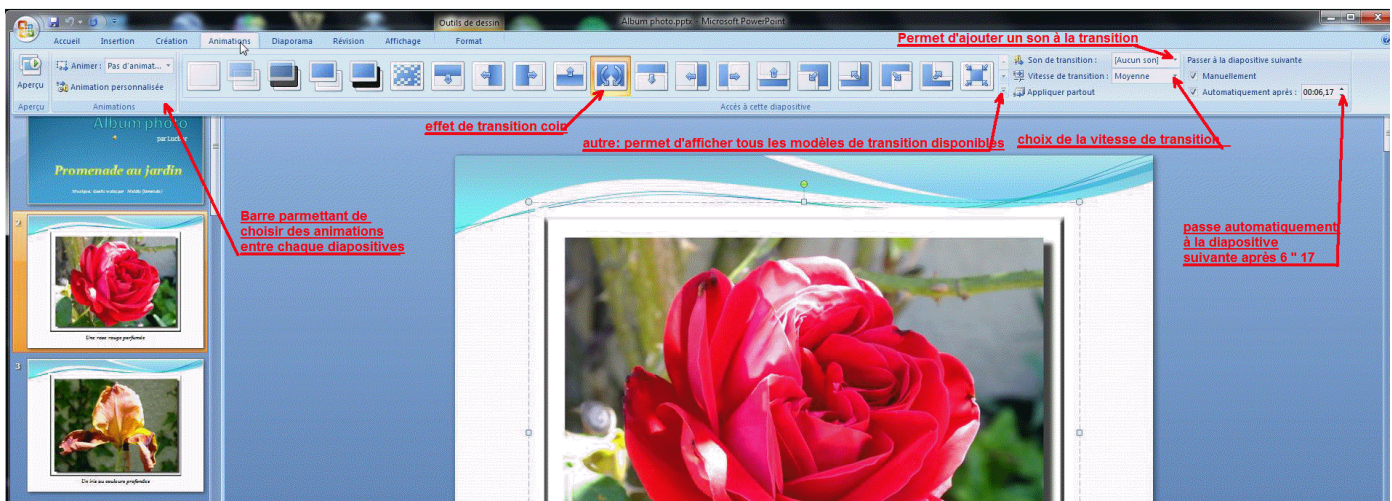 Outils de dessin
Album photo.pptx - Microsoft PowerPoint
Accueil Insertion Création Animations Diaporama Révision Affichage Format
Permet d'ajouter un son à la transition
Aperçu
Animer : Pas d'animat...
Animation personnalisée
Son de transition : [Aucun son]
Vitesse de transition : Moyenne
Appliquer partout
Passer à la diapositive suivante
Manuellement
Automatiquement après : 00:06,17
Aperçu Animations Accès à cette diapositive
effet de transition coin
autre: permet d'afficher tous les modèles de transition disponibles
choix de la vitesse de transition
Album photo
par
Promenade au jardin
2
Barre parmettant de
choisir des animations
entre chaque diapositives
passe automatiquement
à la diapositive
suivante après 6 " 17
Une rose rouge parfumée
3
Un iris au couleurs profondes